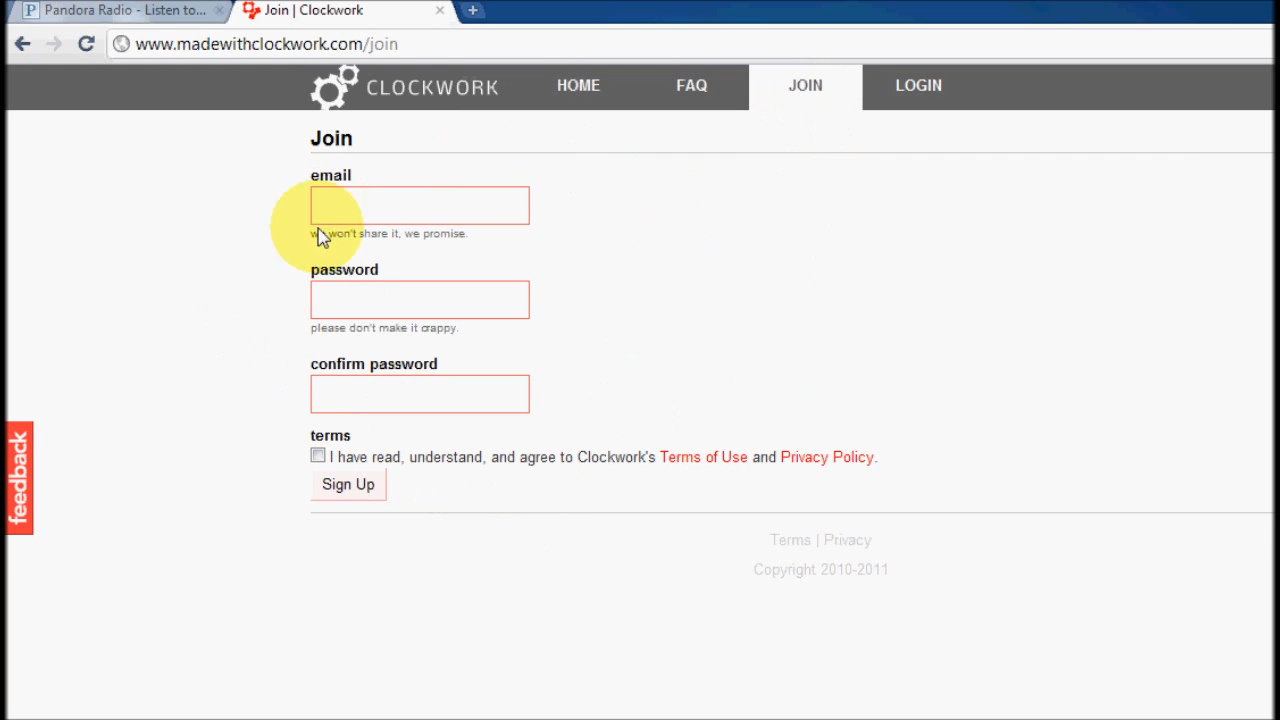 Pandora Radio - Listen to...
Join | Clockwork
www.madewithclockwork.com/join
CLOCKWORK
HOME
FAQ
JOIN
LOGIN
Join
email
we won't share it, we promise.
password
please don't make it crappy.
confirm password
terms
I have read, understand, and agree to Clockwork's Terms of Use and Privacy Policy.
Sign Up
feedback
Terms | Privacy
Copyright 2010-2011